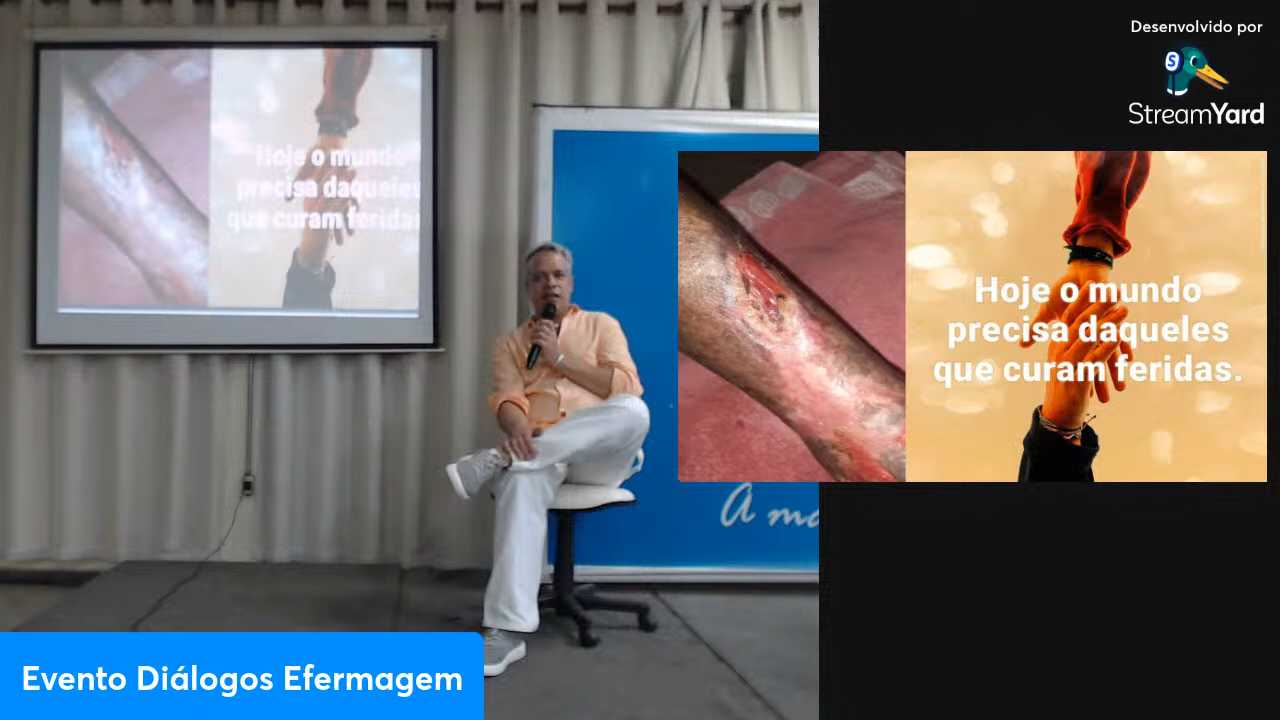 Desenvolvido por
StreamYard
Hoje o mundo
precisa daqueles
que curam feridas
Hoje o mundo
precisa daqueles
que curam feridas.
A
Evento Diálogos Efermagem